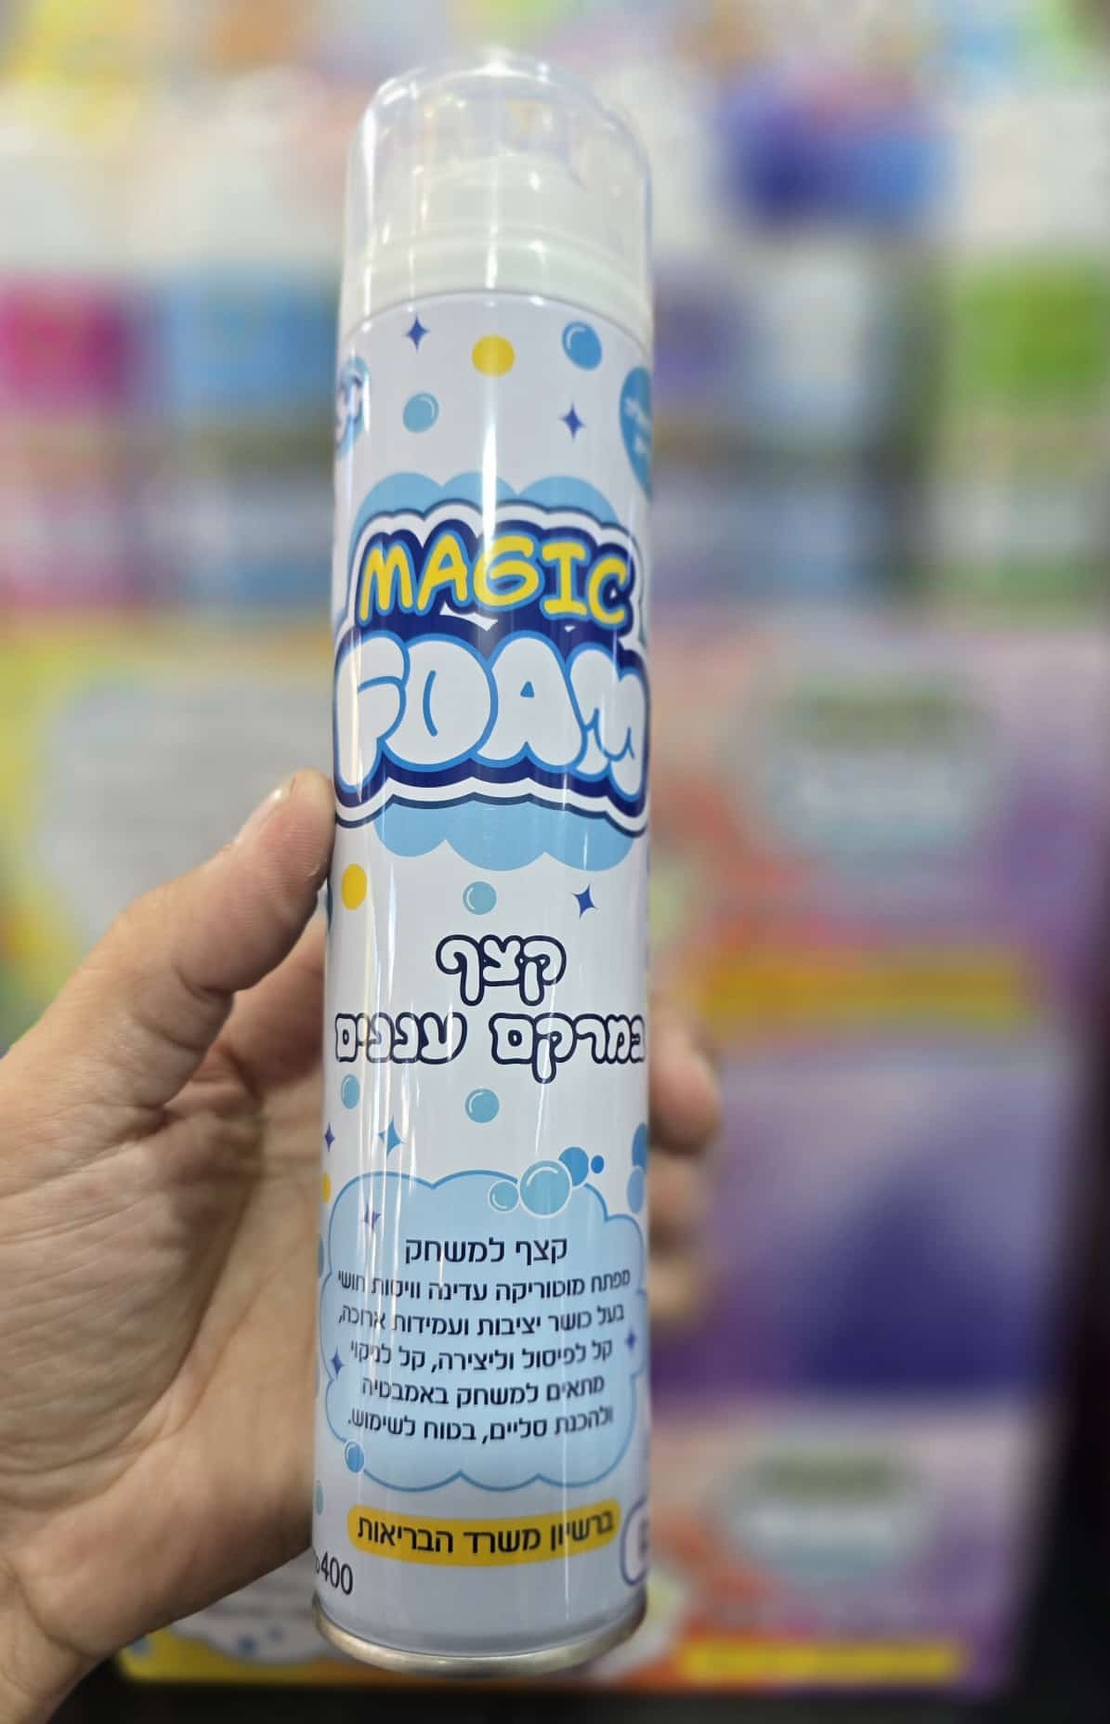 MAGIC
FOAM
קצף
במרקם עננים
קצף למשחק
מפתח מוטוריקה עדינה וויסות חושי
בעל כושר יציבות ועמידות ארוכה,
קל לפיסול וליצירה, קל לניקוי
מתאים למשחק באמבטיה
ולהכנת סליים, בטוח לשימוש.
ברשיון משרד הבריאות
400